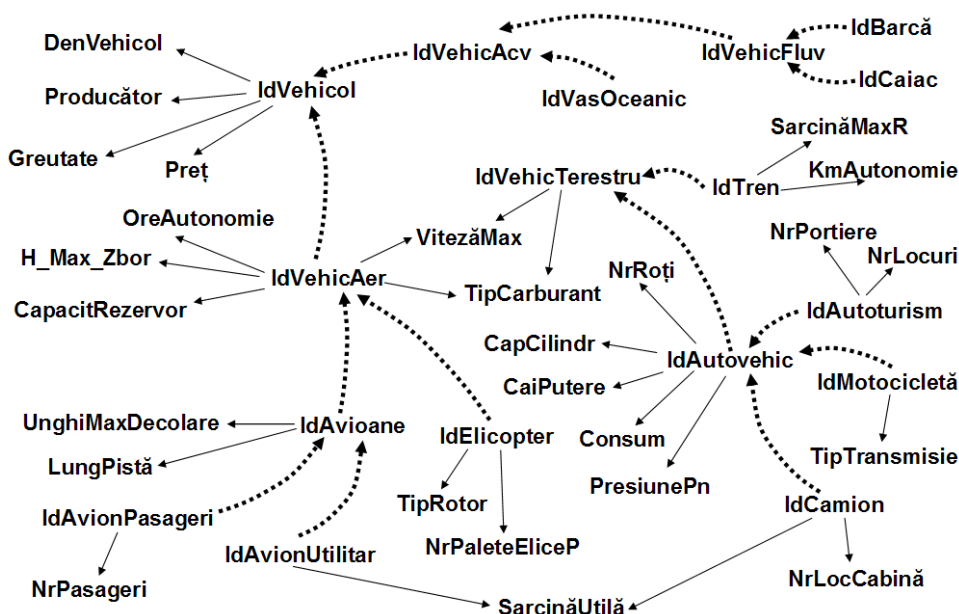 DenVehicol
IdVehicAcv
IdVehicFluv
IdBarcă
IdCaiac
Producător
IdVehicol
IdVasOceanic
Greutate
Preț
SarcinăMaxR
IdVehicTerestru
IdTren
KmAutonomie
OreAutonomie
VitezăMax
NrPortiere
NrLocuri
H_Max_Zbor
IdVehicAer
NrRoți
CapacitRezervor
TipCarburant
IdAutoturism
CapCilindr
IdAutovehic
CaiPutere
IdMotocicletă
UnghiMaxDecolare
IdAvioane
IdElicopter
Consum
TipTransmisie
LungPistă
PresiunePn
TipRotor
IdCamion
IdAvionPasageri
IdAvionUtilitar
NrPaleteEliceP
NrPasageri
NrLocCabină
SarcinăUtilă